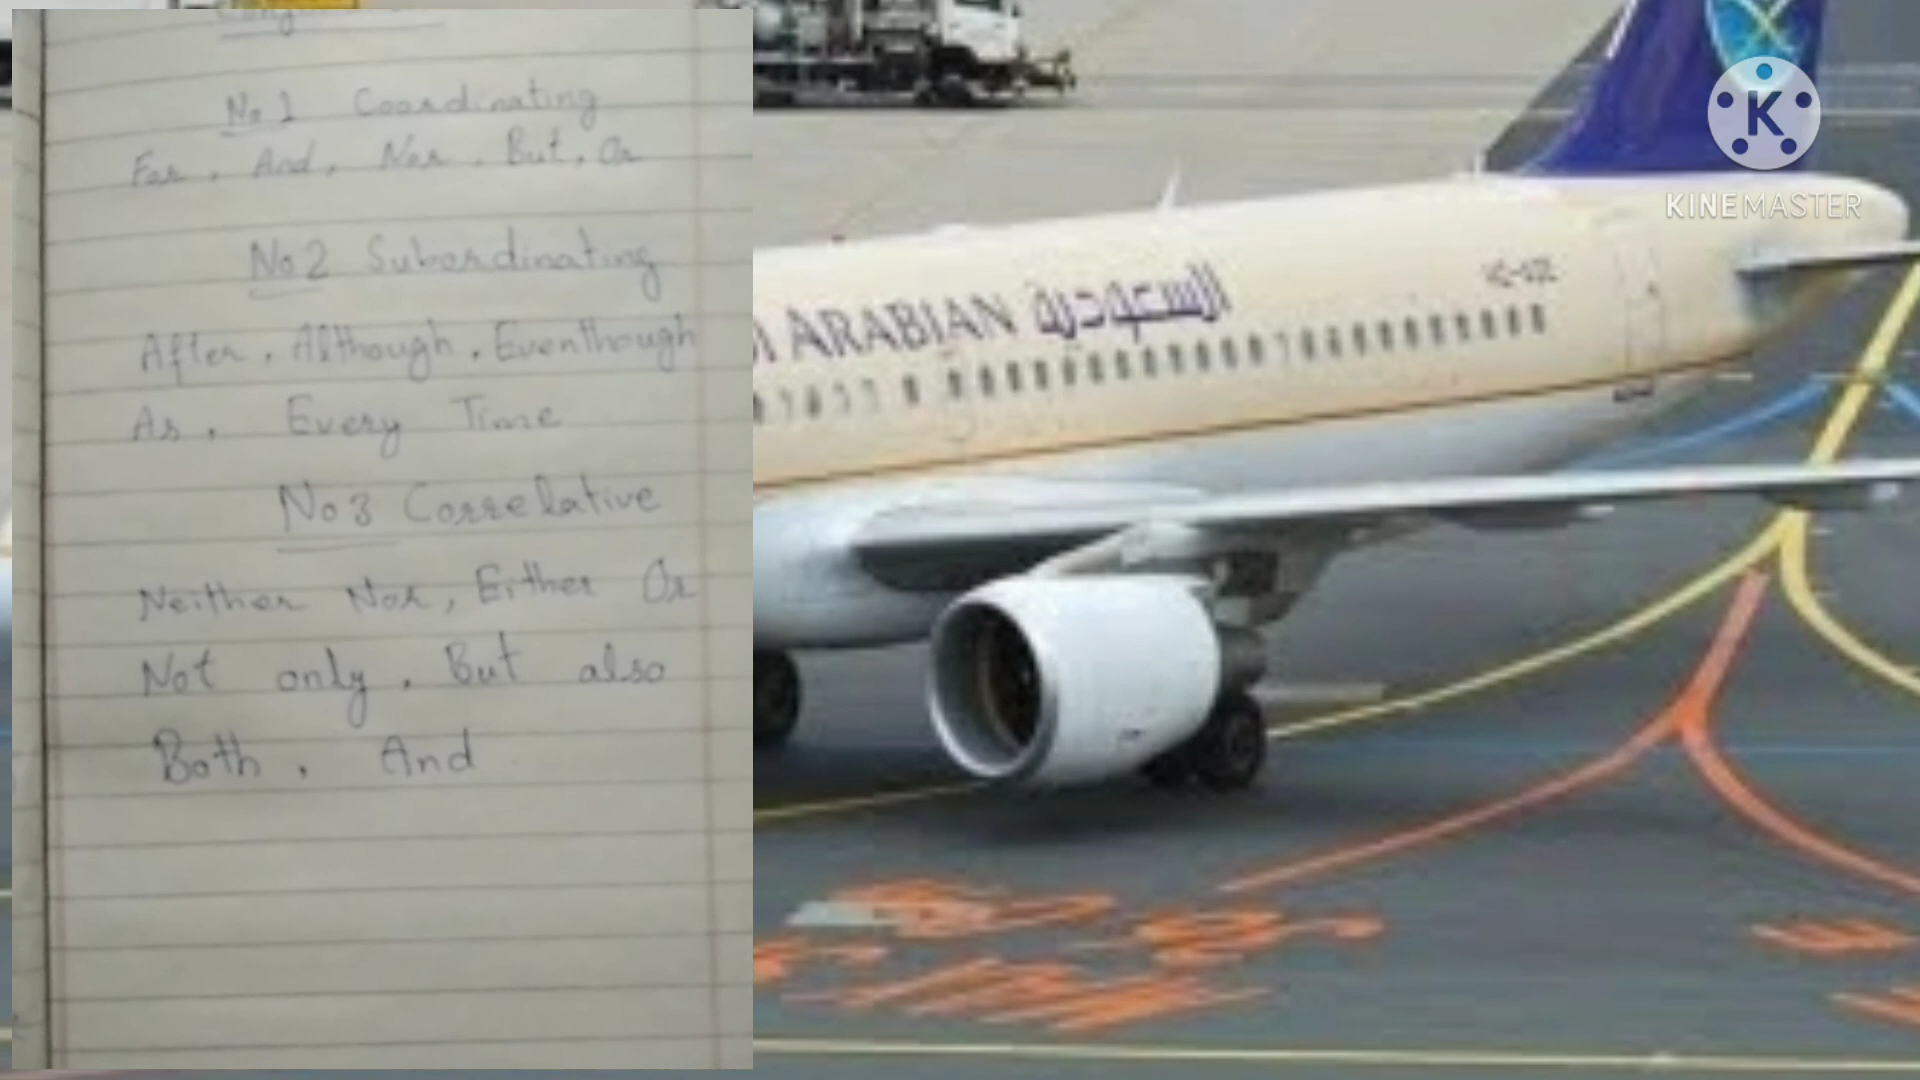 No 1 Coordinating
For, And, Nor, But, Or
No 2 Subordinating
After, Although, Eventhough
As, Every Time
No 3 Correlative
Neither Nor, Either Or
Not only, But also
Both, And
ARABIAN السعودية
K
KINEMASTER